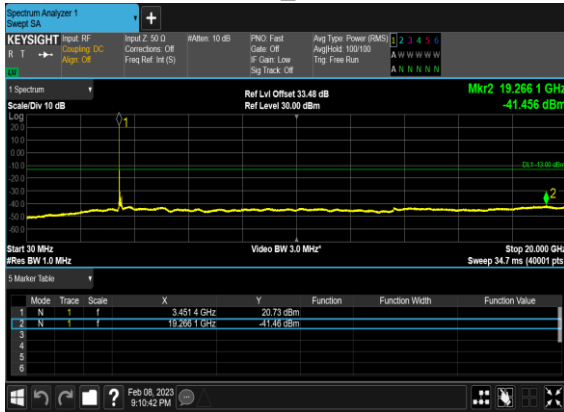 Spectrum Analyzer 1
Swept SA
+
KEYSIGHT Input: RF Input Z: 50 Ω #Atten: 10 dB PNO: Fast Avg Type: Power (RMS) 1 2 3 4 5 6
R T Coupling: DC Corrections: Off Gate: Off Avg|Hold: 100/100 A W W W W W
Align: Off Freq Ref: Int (S) IF Gain: Low Trig: Free Run
Sig Track: Off A N N N N N
LXI
1 Spectrum
Ref Lvl Offset 33.48 dB Mkr2 19.266 1 GHz
Scale/Div 10 dB Ref Level 30.00 dBm -41.456 dBm
Log
20.0
10.0
0.00
-10.0
-20.0
-30.0
-40.0
-50.0
-60.0
1
DL1 -13.00 dBm
2
Start 30 MHz Video BW 3.0 MHz* Stop 20.000 GHz
#Res BW 1.0 MHz Sweep 34.7 ms (40001 pts)
5 Marker Table
Mode Trace Scale X Y Function Function Width Function Value
1 N 1 f 3.451 4 GHz 20.73 dBm
2 N 1 f 19.266 1 GHz -41.46 dBm
3
4
5
6
? Feb 08, 2023
9:10:42 PM